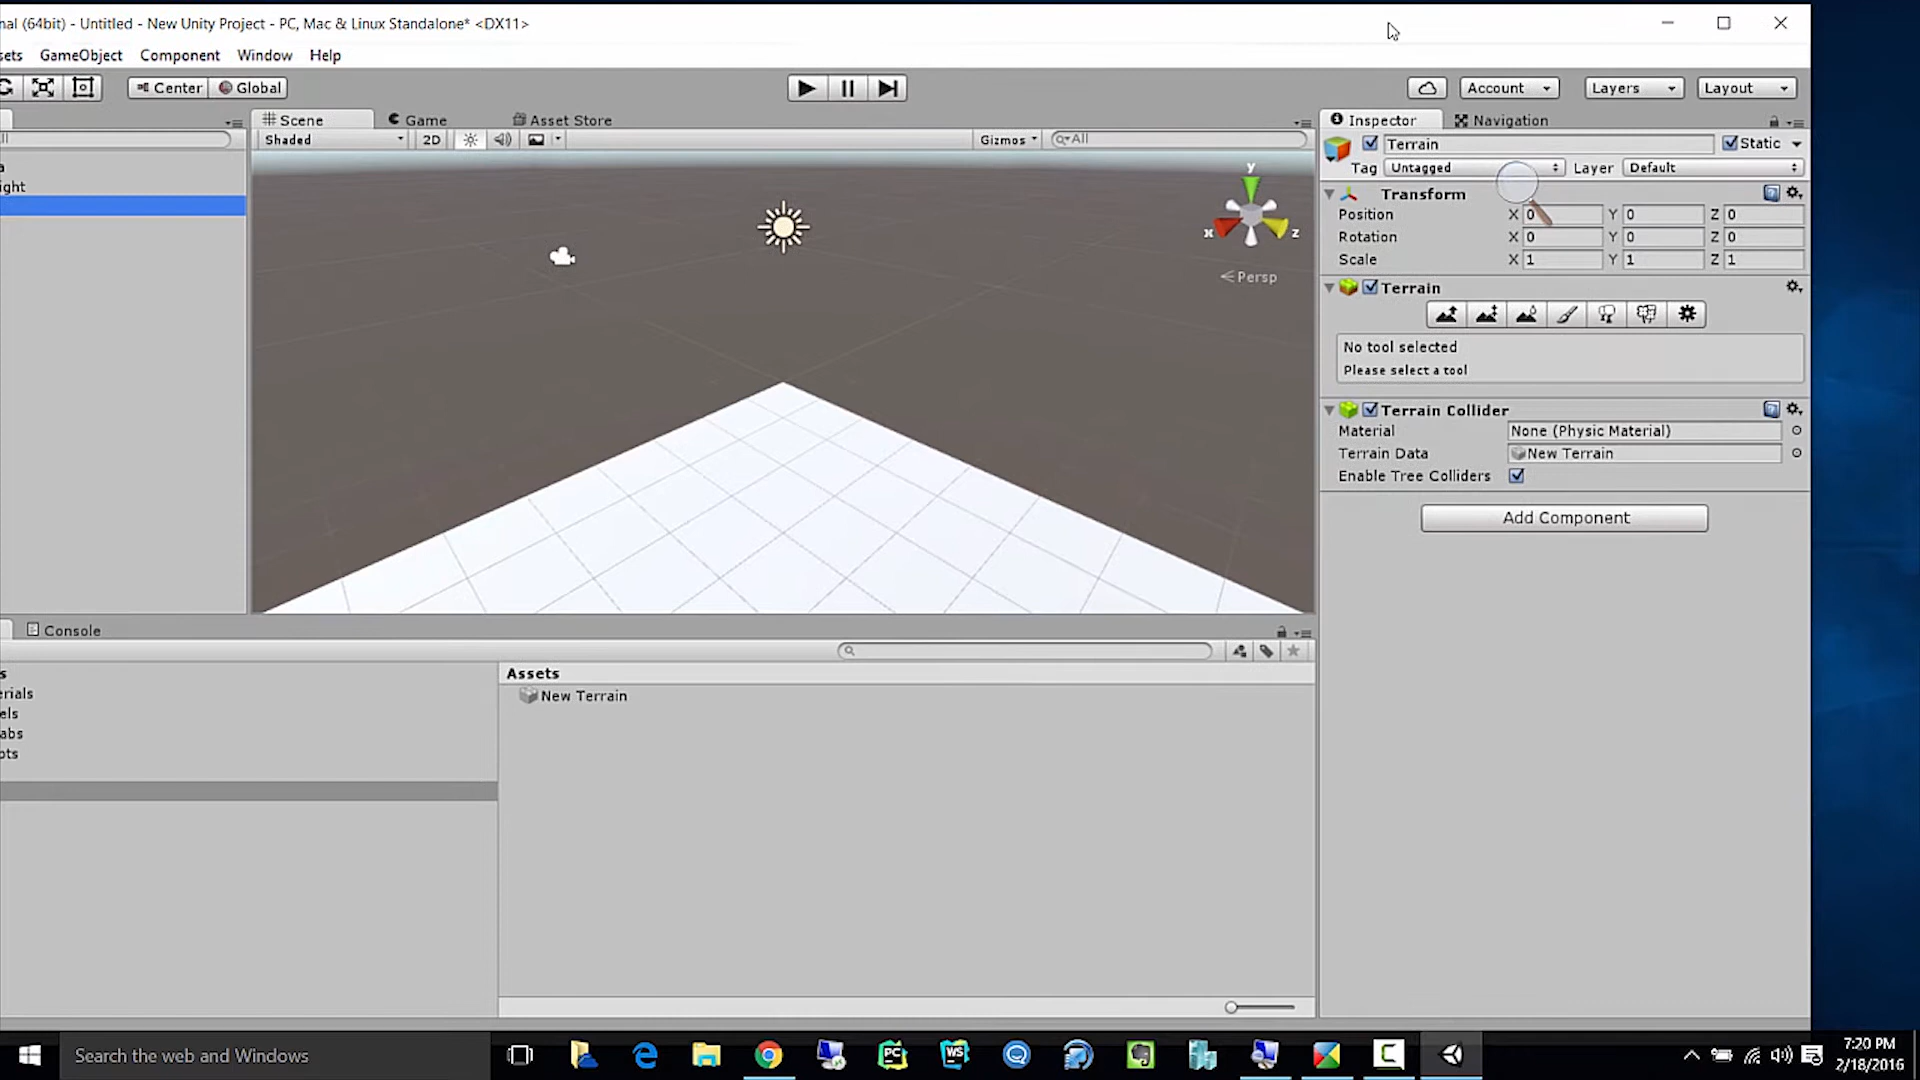 nal (64bit) - Untitled - New Unity Project - PC, Mac & Linux Standalone* <DX11>
sets GameObject Component Window Help
Center Global Account Layers Layout
Scene Game Asset Store Inspector Navigation
Shaded 2D Gizmos All
Terrain Static
Tag Untagged Layer Default
a
ight
Transform
Position X 0 Y 0 Z 0
Rotation X 0 Y 0 Z 0
Scale X 1 Y 1 Z 1
y
x z
Persp
Terrain
No tool selected
Please select a tool
Terrain Collider
Material None (Physic Material)
Terrain Data New Terrain
Enable Tree Colliders
Add Component
Console
s
erials
els
abs
pts
Assets
New Terrain
Search the web and Windows
PC
WS
C
7:20 PM
2/18/2016